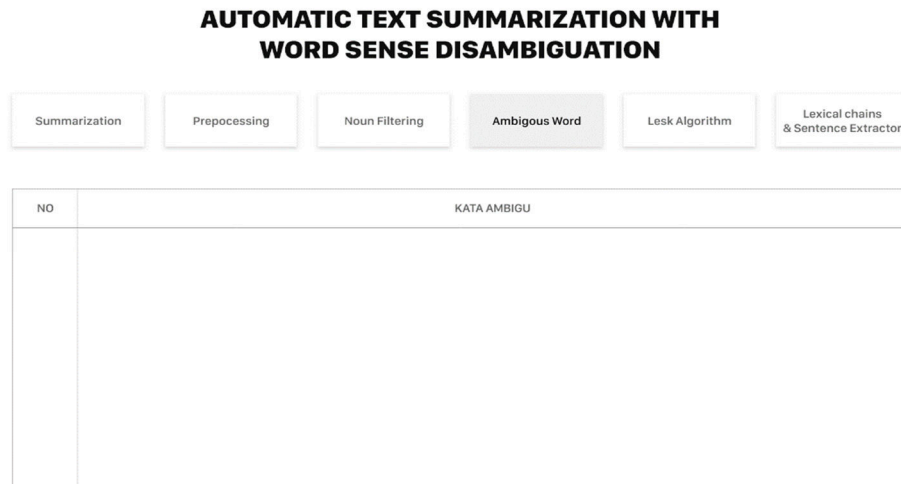 AUTOMATIC TEXT SUMMARIZATION WITH
WORD SENSE DISAMBIGUATION
Summarization
Prepocessing
Noun Filtering
Ambigous Word
Lesk Algorithm
Lexical chains
& Sentence Extractor
NO
KATA AMBIGU